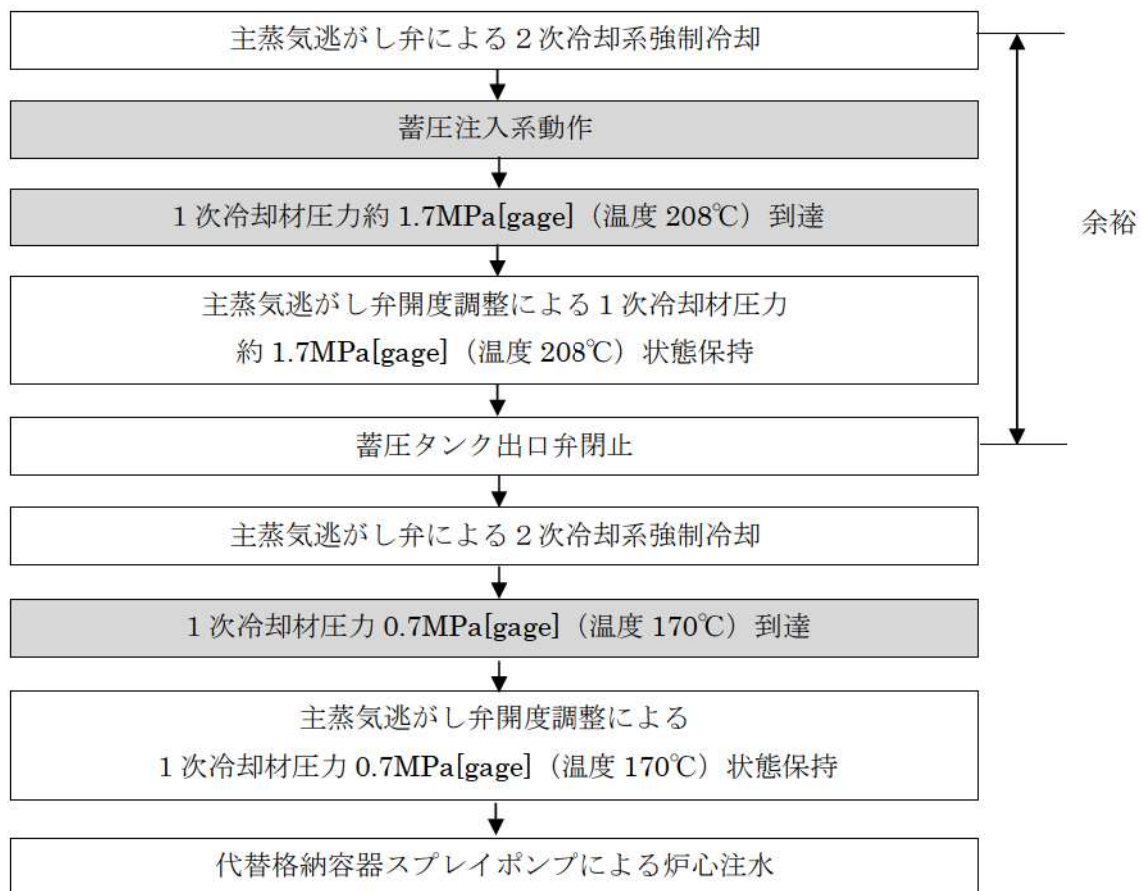 主蒸気逃がし弁による2次冷却系強制冷却
蓄圧注入系動作
1次冷却材圧力約 1.7MPa[gage]（温度 208℃）到達
余裕
主蒸気逃がし弁開度調整による1次冷却材圧力
約 1.7MPa[gage]（温度 208℃）状態保持
蓄圧タンク出口弁閉止
主蒸気逃がし弁による2次冷却系強制冷却
1次冷却材圧力 0.7MPa[gage]（温度 170℃）到達
主蒸気逃がし弁開度調整による
1次冷却材圧力 0.7MPa[gage]（温度 170℃）状態保持
代替格納容器スプレイポンプによる炉心注水